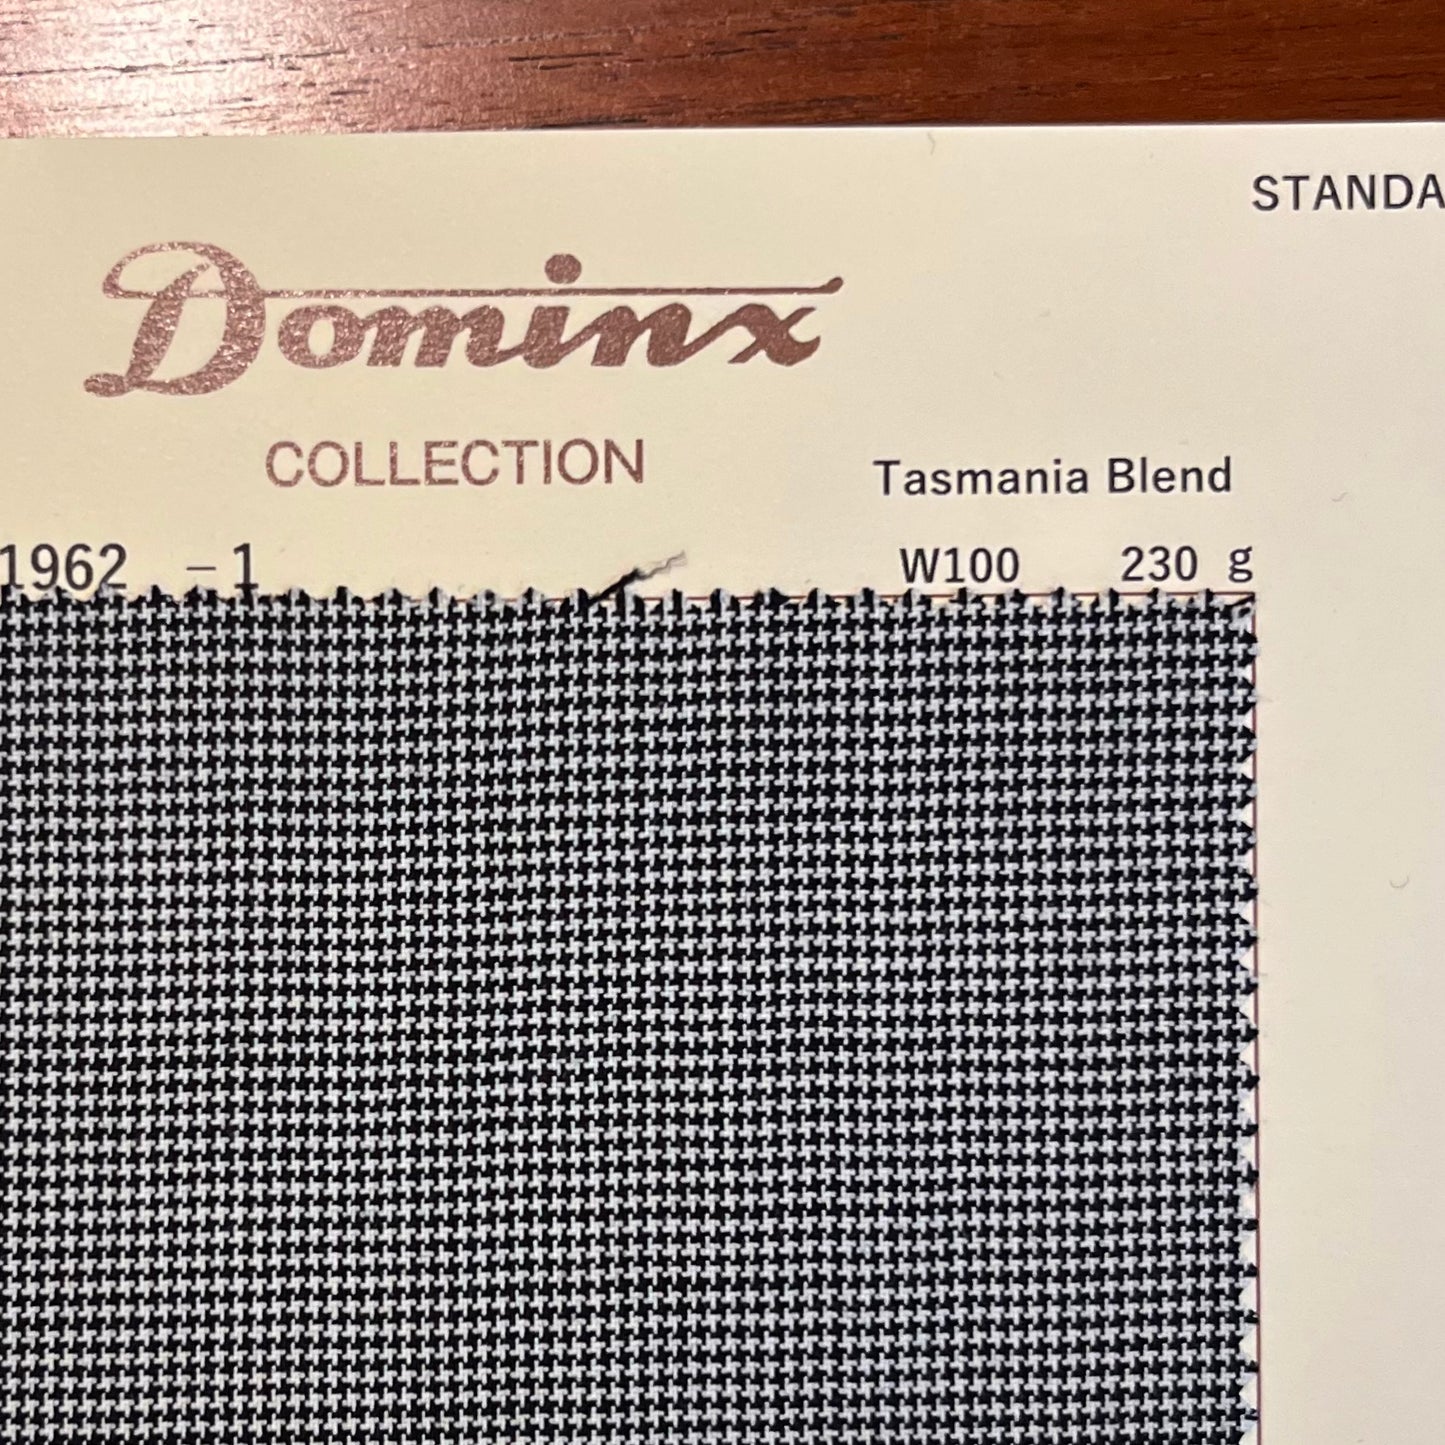 STANDA
Dominx
COLLECTION
Tasmania Blend
1962 -1 W100 230 g